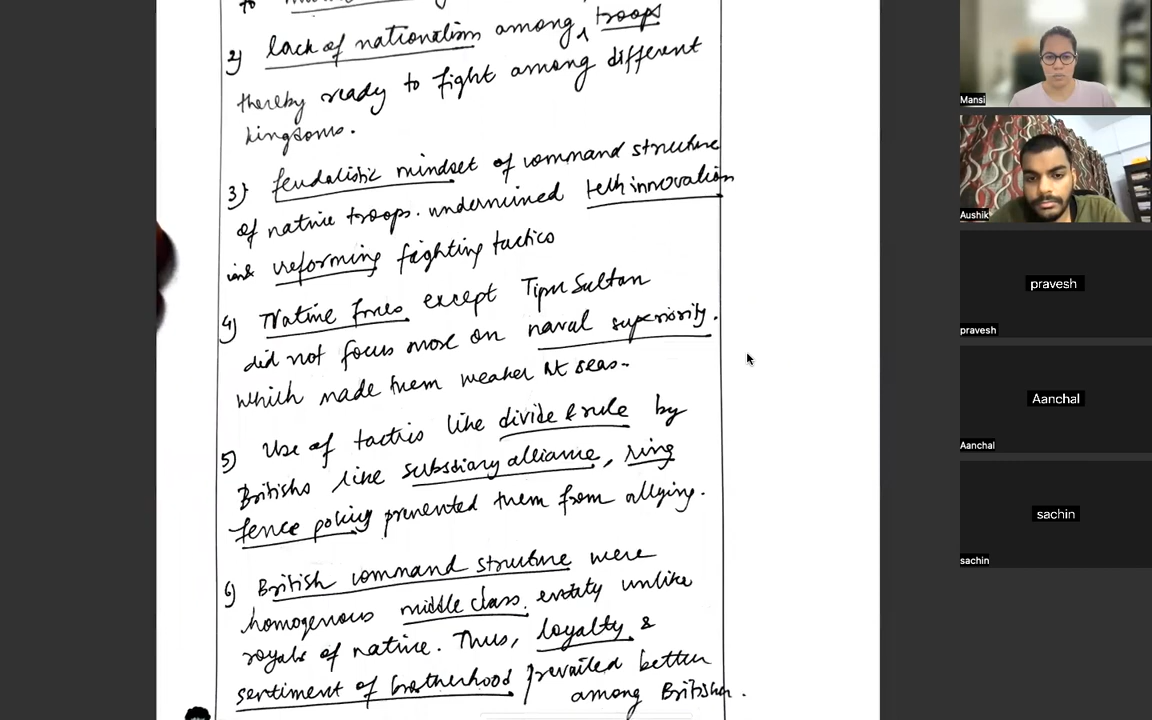 to
2) lack of nationalism among troops
thereby ready to fight among different
kingdoms.
3) feudalistic mindset of command structure
of native troops. undermined tech innovation
reforming fighting tactics
4) Native forces except Tipu Sultan
did not focus more on naval superiority.
which made them weaker at seas.
5) Use of tactics like divide & rule by
Britishs like subsdiary alliance, ring
fence policy prevented them from allying.
6) British command structure were
homogenous middle class entity unlike
royals of native. Thus, loyalty &
sentiment of brotherhood prevailed better
among Britisher.
Mansi
Aushik
pravesh
pravesh
Aanchal
Aanchal
sachin
sachin